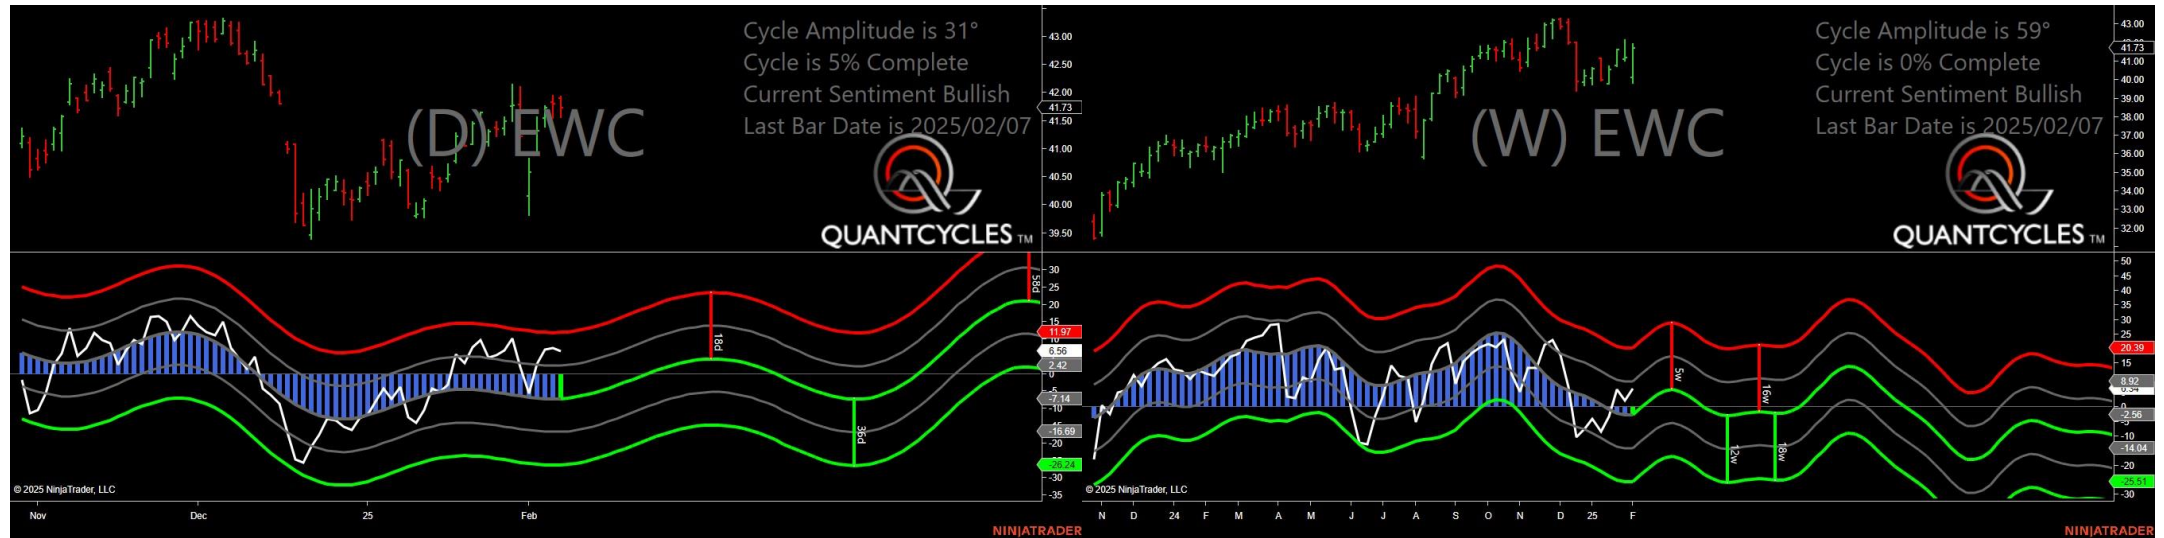 Cycle Amplitude is 31°
Cycle is 5% Complete
Current Sentiment Bullish
Last Bar Date is 2025/02/07
(D) EWC
QUANTCYCLES TM
43.00
42.50
42.00
41.73
41.50
41.00
40.50
40.00
39.50
58d
18d
36d
30
25
20
15
11.97
6.56
2.42
0
-5
-7.14
-10
-16.69
-20
-26.24
-30
-35
© 2025 NinjaTrader, LLC
Nov
Dec
25
Feb
NINJATRADER
Cycle Amplitude is 59°
Cycle is 0% Complete
Current Sentiment Bullish
Last Bar Date is 2025/02/07
(W) EWC
QUANTCYCLES TM
43.00
41.73
41.00
40.00
39.00
38.00
37.00
36.00
35.00
34.00
33.00
32.00
5w
16w
12w
18w
50
45
40
35
30
25
20.39
15
8.92
0
-2.56
-5
-10
-14.04
-20
-25.51
-30
© 2025 NinjaTrader, LLC
N D 24 F M A M J J A S O N D 25 F
NINJATRADER